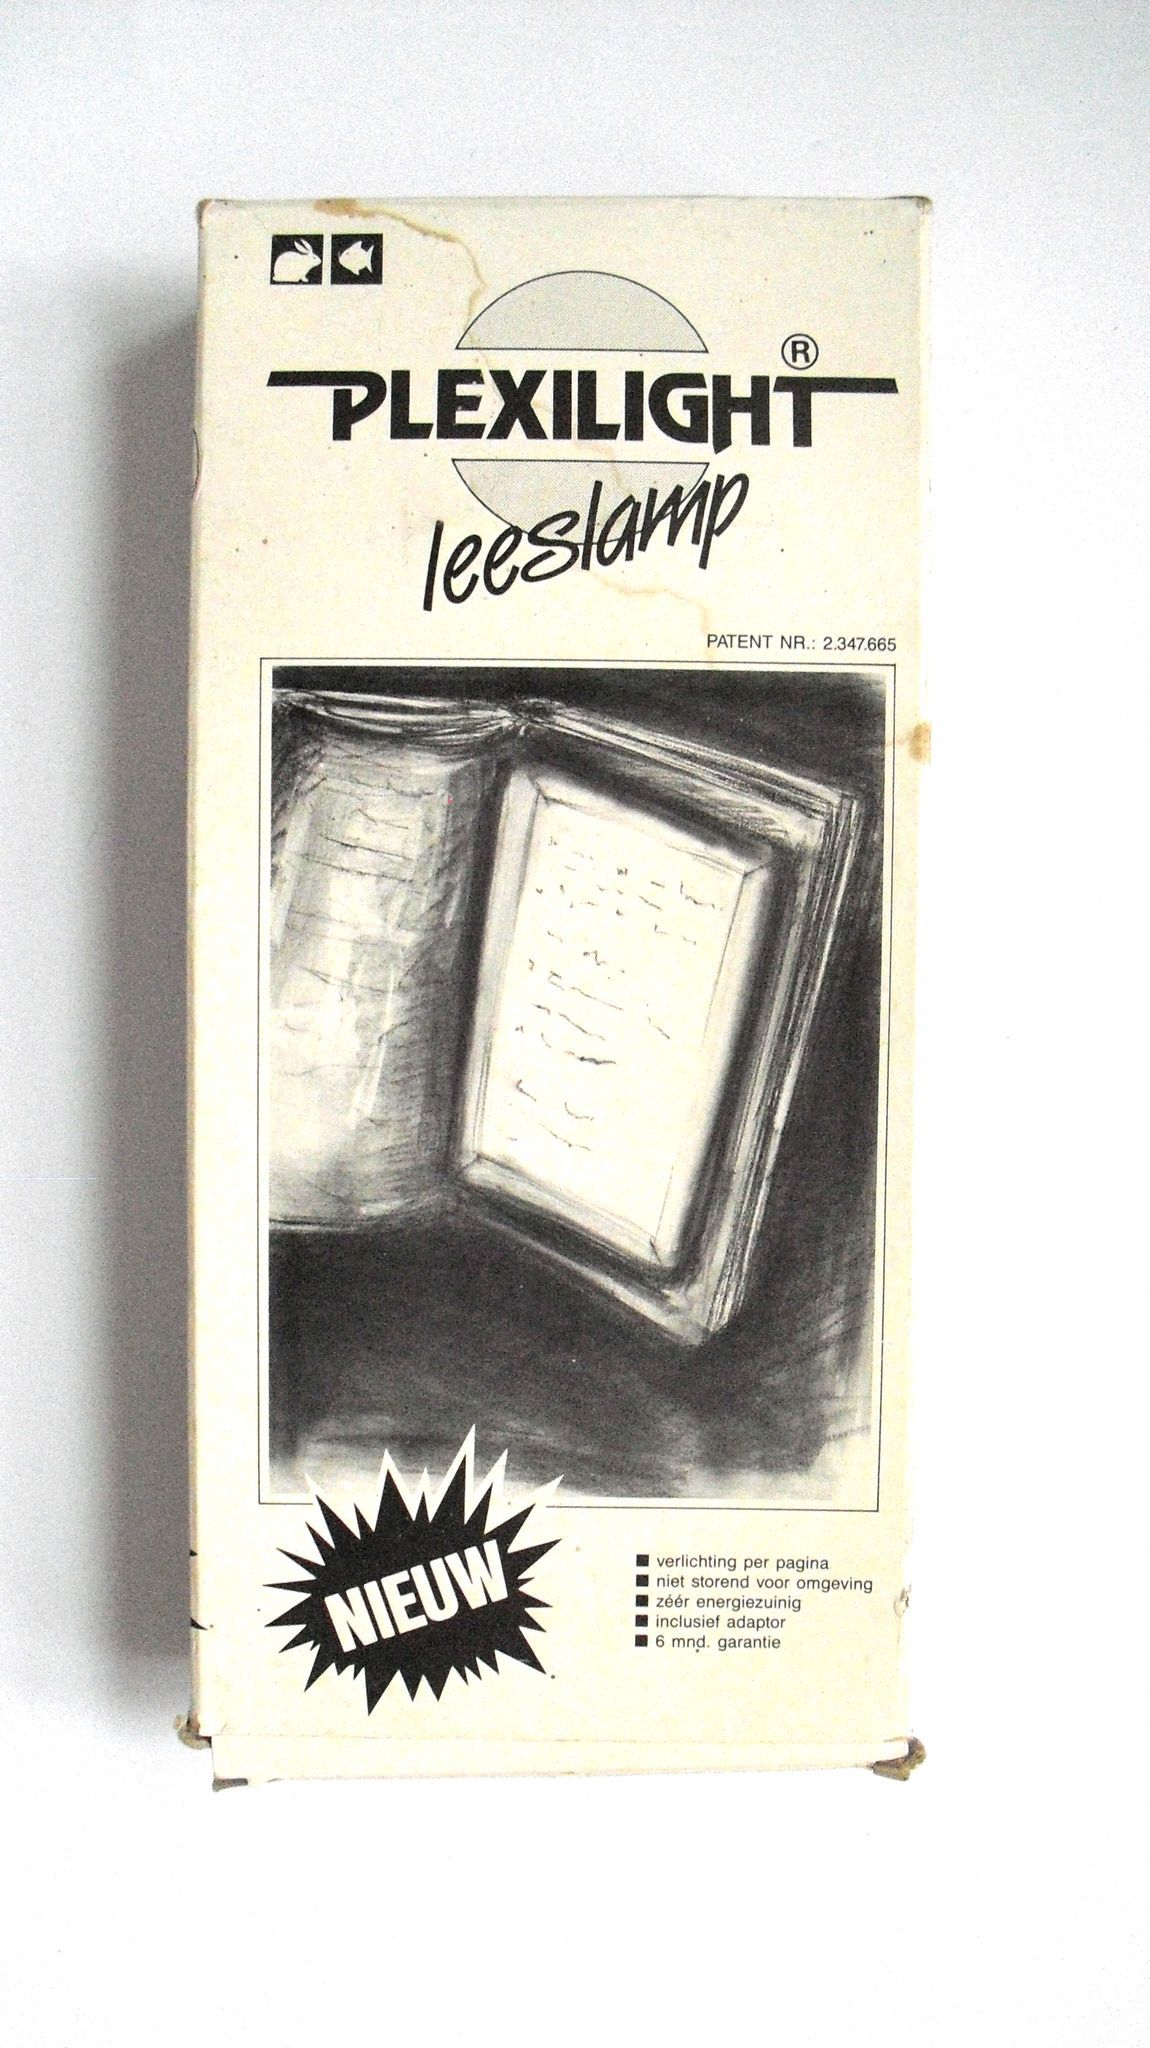 PLEXILIGHT®
leeslamp
PATENT NR.: 2.347.665
NIEUW
■ verlichting per pagina
■ niet storend voor omgeving
■ zéér energiezuinig
■ inclusief adaptor
■ 6 mnd. garantie